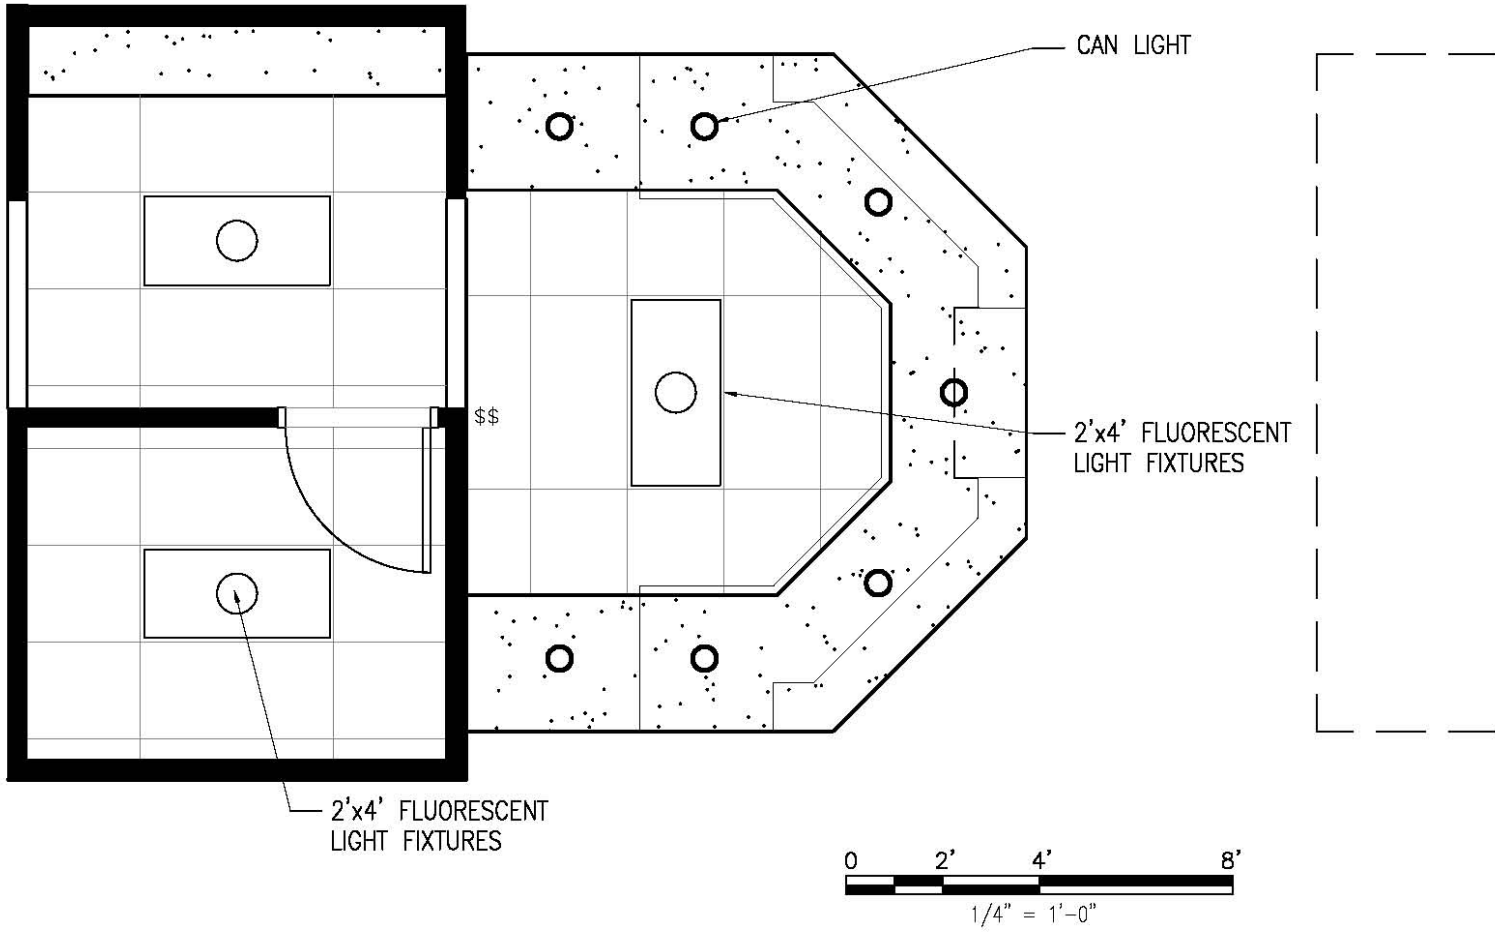 CAN LIGHT
$$
2'x4' FLUORESCENT
LIGHT FIXTURES
2'x4' FLUORESCENT
LIGHT FIXTURES
0 2' 4' 8'
1/4" = 1'-0"